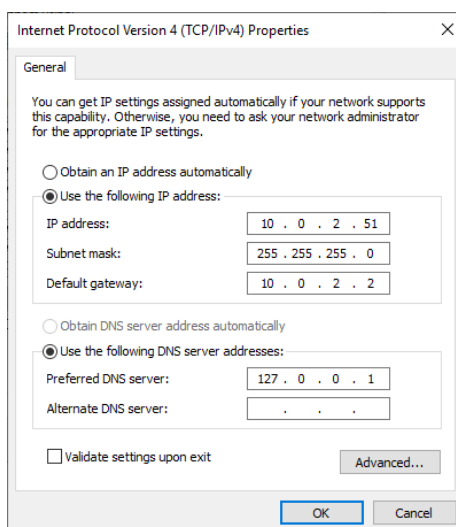 Internet Protocol Version 4 (TCP/IPv4) Properties
General
You can get IP settings assigned automatically if your network supports
this capability. Otherwise, you need to ask your network administrator
for the appropriate IP settings.
Obtain an IP address automatically
Use the following IP address:
IP address: 10 . 0 . 2 . 51
Subnet mask: 255 . 255 . 255 . 0
Default gateway: 10 . 0 . 2 . 2
Obtain DNS server address automatically
Use the following DNS server addresses:
Preferred DNS server: 127 . 0 . 0 . 1
Alternate DNS server: . . .
Validate settings upon exit
Advanced...
OK Cancel